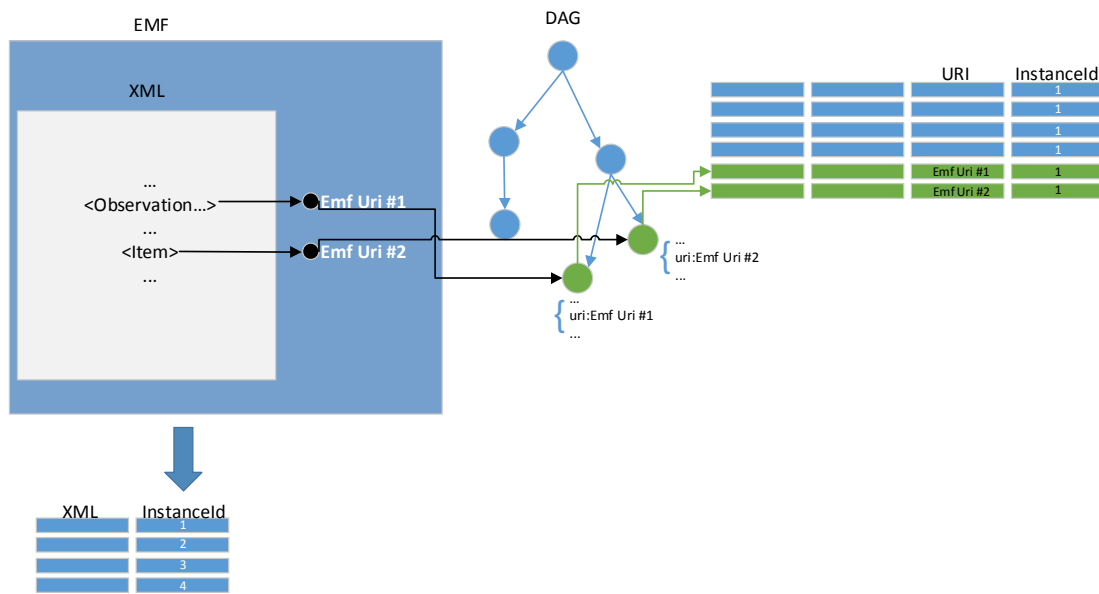 EMF
XML
...
<Observation...>
...
<Item>
...
Emf Uri #1
Emf Uri #2
XML InstanceId
1
2
3
4
DAG
...
uri:Emf Uri #2
...
...
uri:Emf Uri #1
...
URI InstanceId
1
1
1
1
Emf Uri #1 1
Emf Uri #2 1